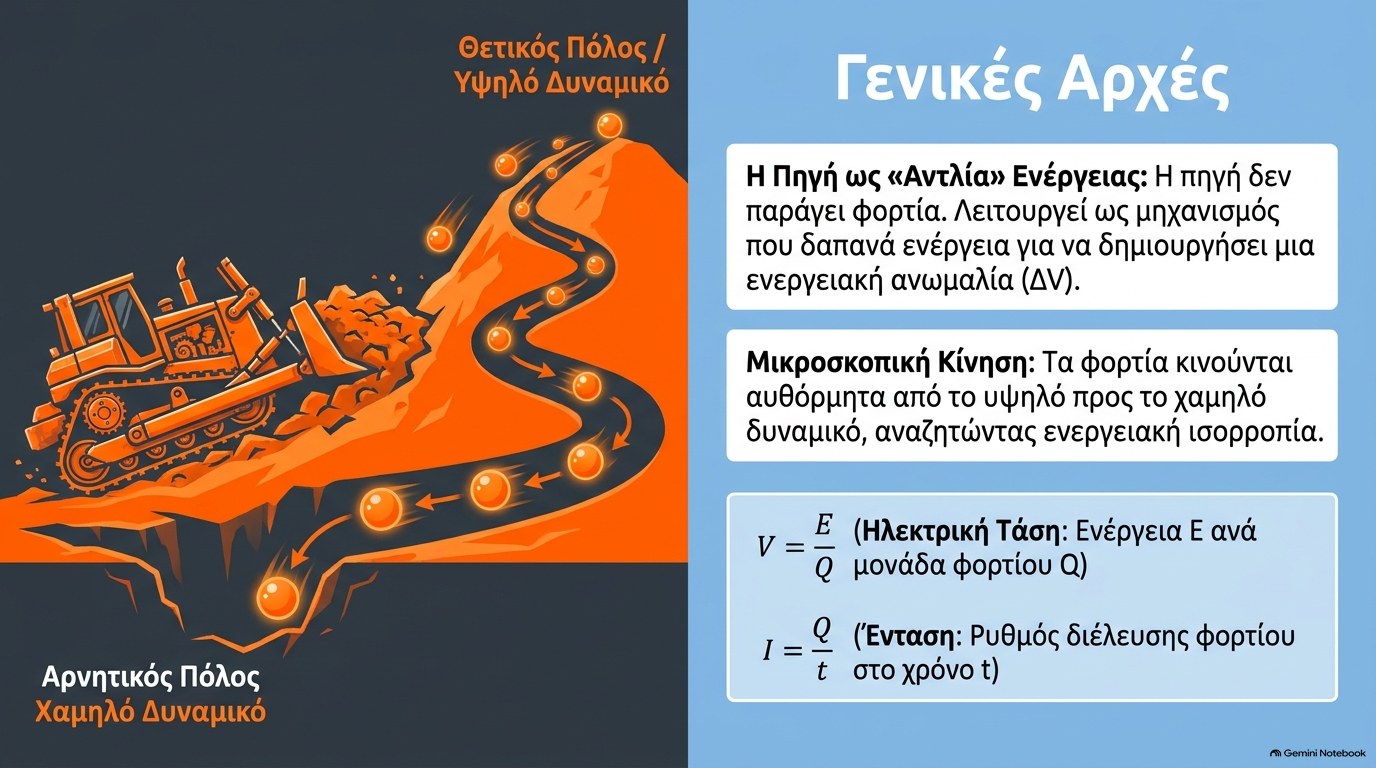 Θετικός Πόλος /
Υψηλό Δυναμικό
Αρνητικός Πόλος
Χαμηλό Δυναμικό
Γενικές Αρχές
Η Πηγή ως «Αντλία» Ενέργειας: Η πηγή δεν
παράγει φορτία. Λειτουργεί ως μηχανισμός
που δαπανά ενέργεια για να δημιουργήσει μια
ενεργειακή ανωμαλία (ΔV).
Μικροσκοπική Κίνηση: Τα φορτία κινούνται
αυθόρμητα από το υψηλό προς το χαμηλό
δυναμικό, αναζητώντας ενεργειακή ισορροπία.
V = E/Q (Ηλεκτρική Τάση: Ενέργεια E ανά
μονάδα φορτίου Q)
I = Q/t (Ένταση: Ρυθμός διέλευσης φορτίου
στο χρόνο t)
Gemini Notebook